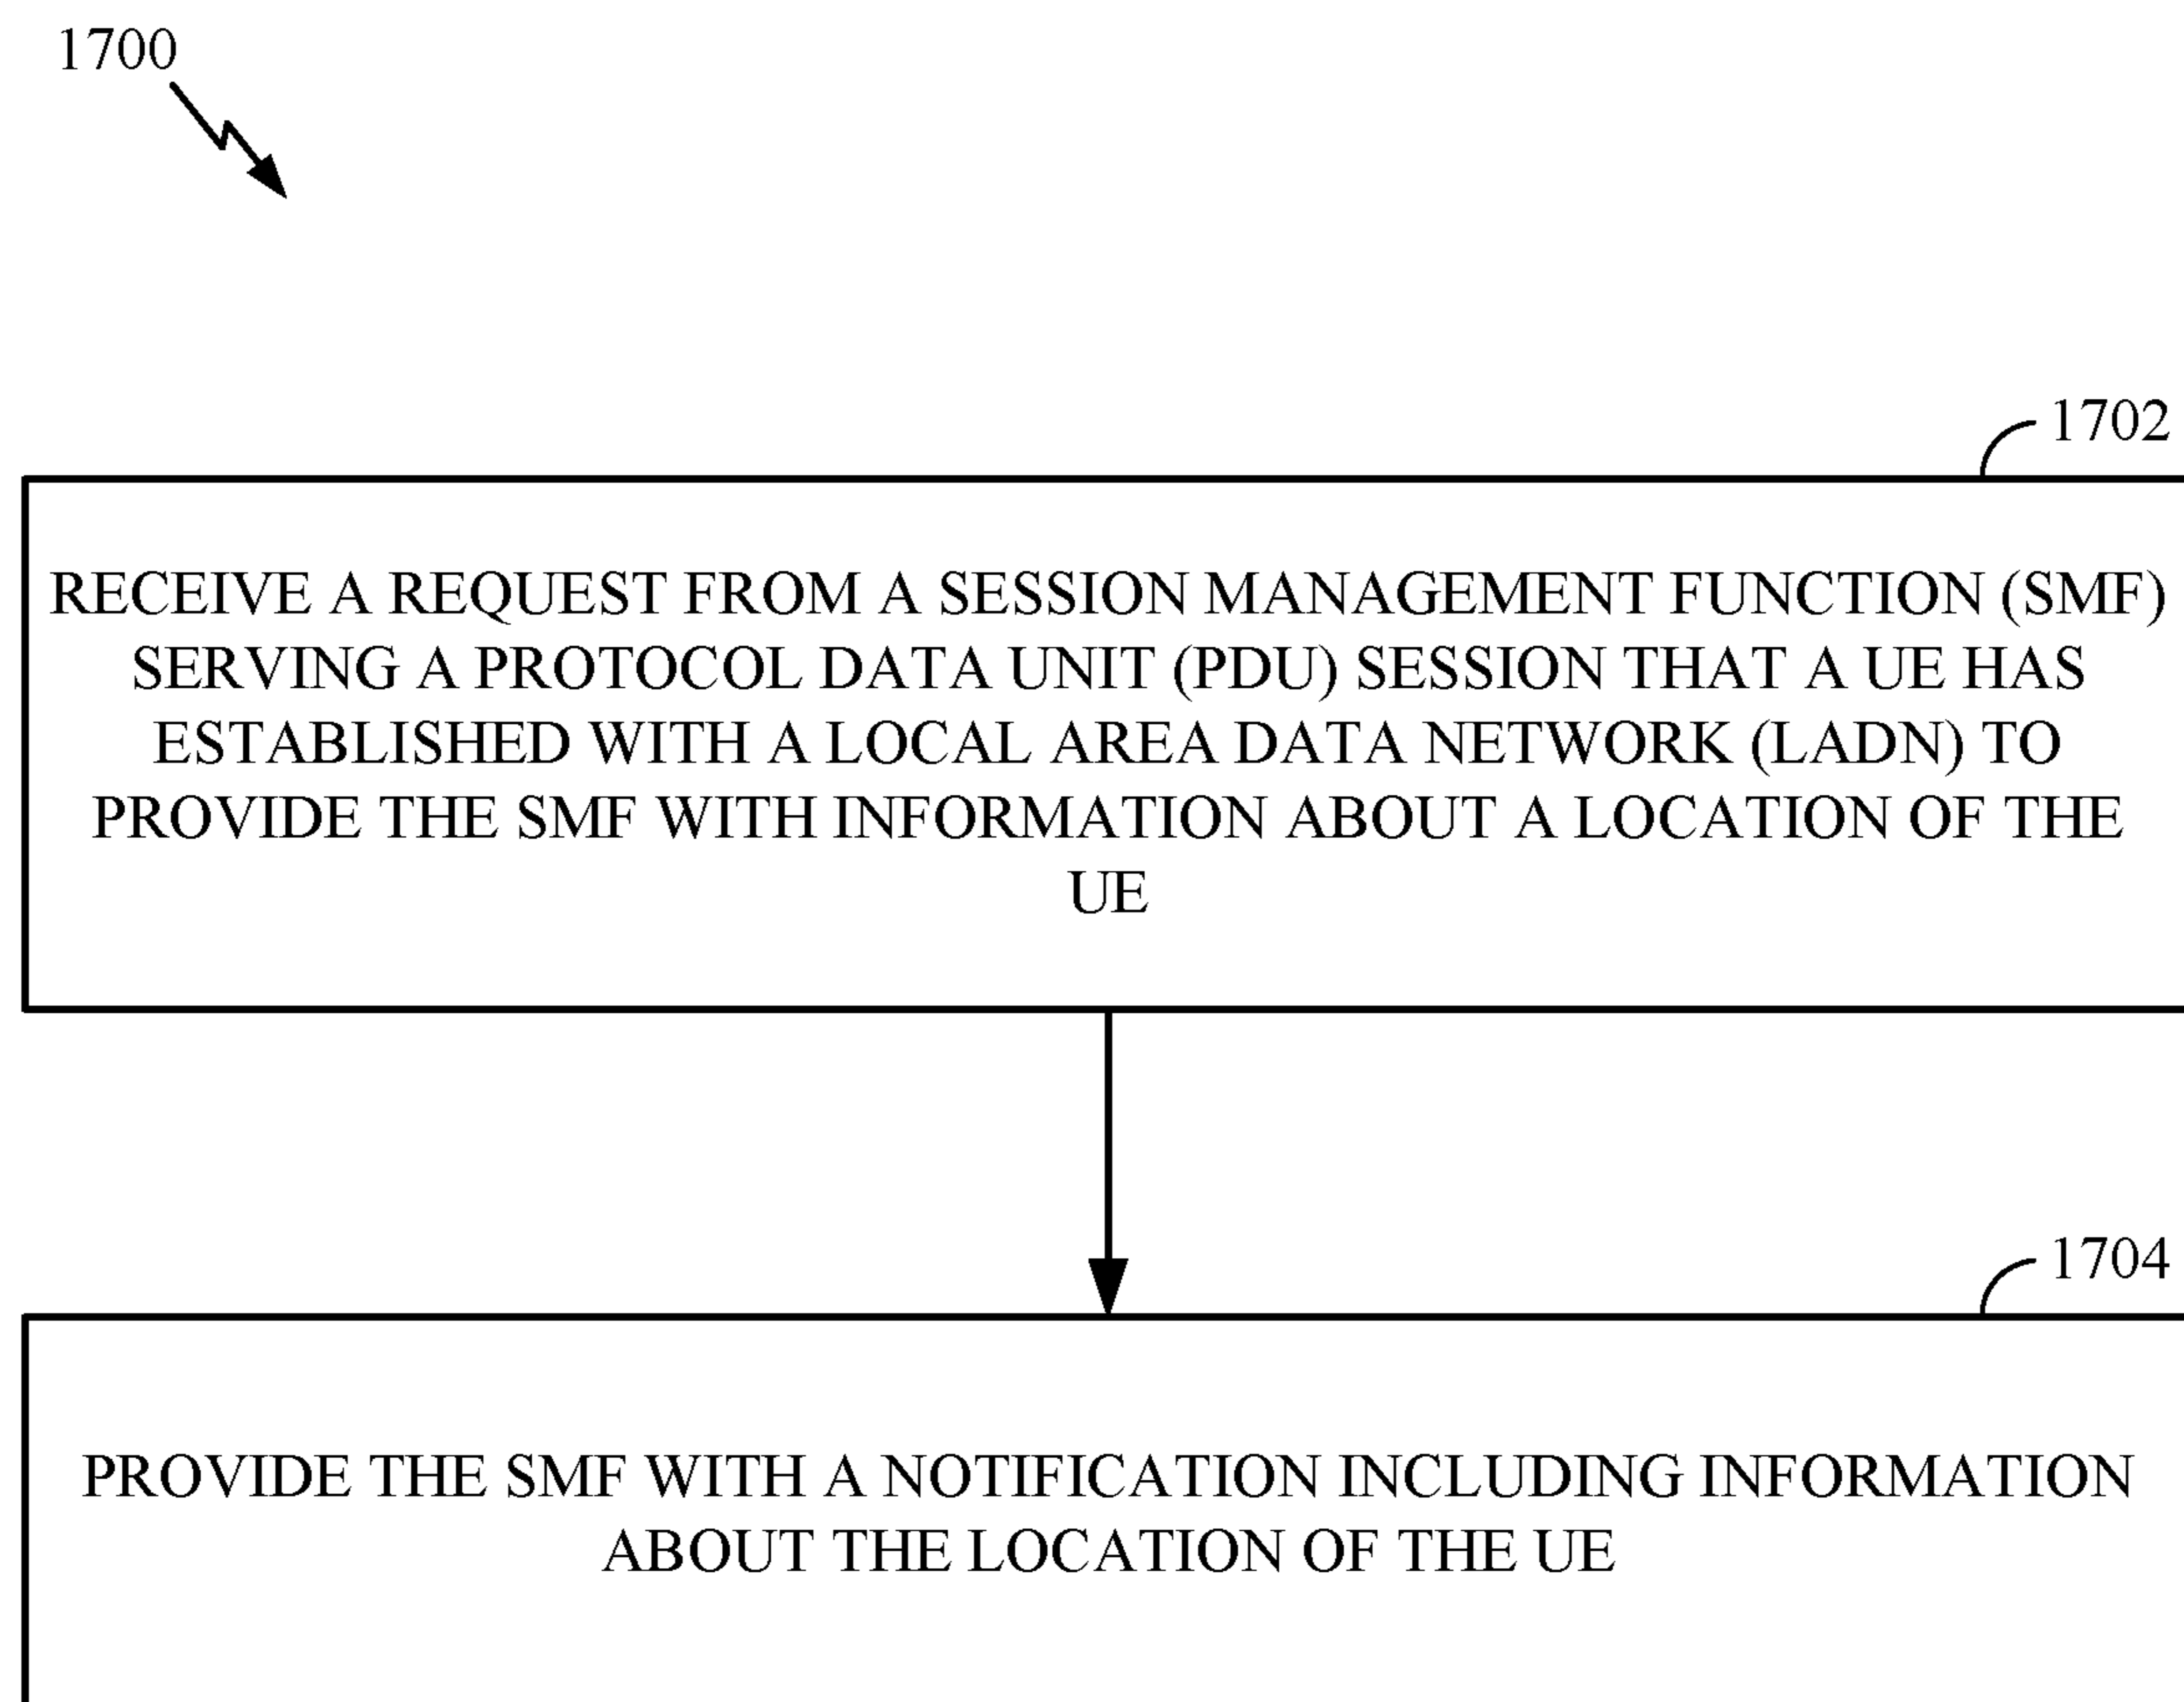 1700
1702
RECEIVE A REQUEST FROM A SESSION MANAGEMENT FUNCTION (SMF)
SERVING A PROTOCOL DATA UNIT (PDU) SESSION THAT A UE HAS
ESTABLISHED WITH A LOCAL AREA DATA NETWORK (LADN) TO
PROVIDE THE SMF WITH INFORMATION ABOUT A LOCATION OF THE
UE
1704
PROVIDE THE SMF WITH A NOTIFICATION INCLUDING INFORMATION
ABOUT THE LOCATION OF THE UE